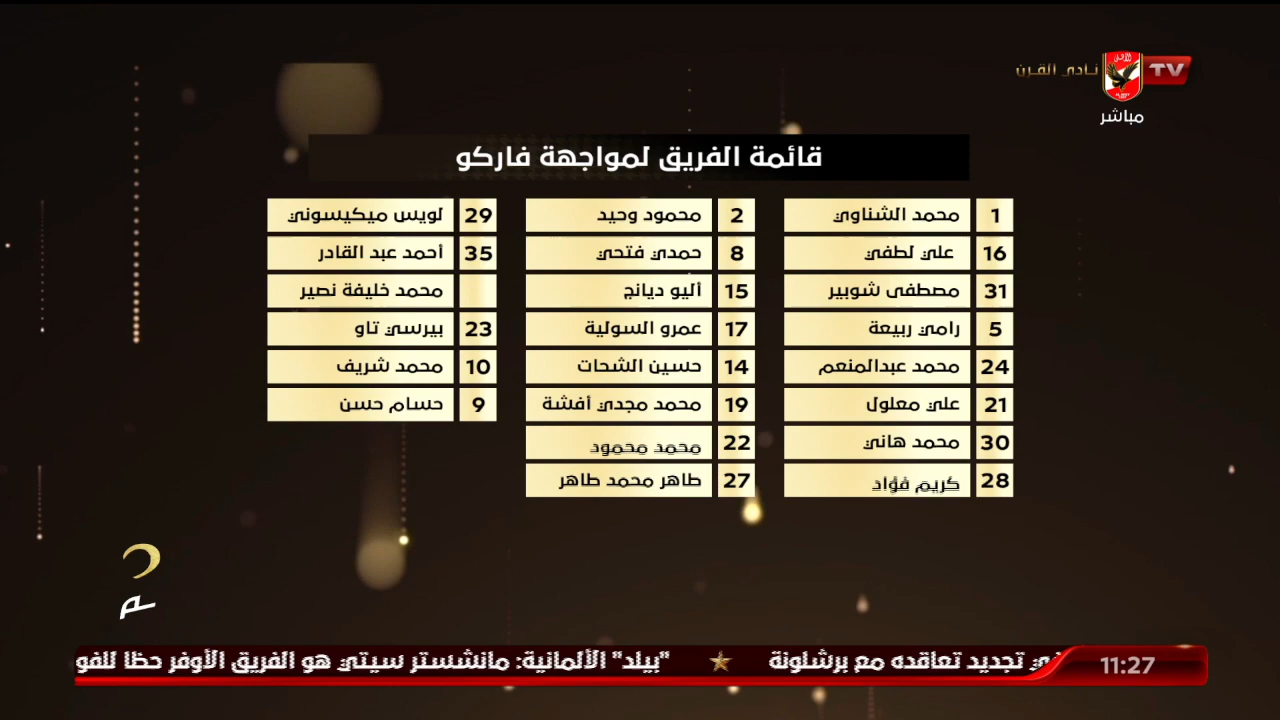 نادي القرن
TV
مباشر
قائمة الفريق لمواجهة فاركو
1 محمد الشناوي
16 علي لطفي
31 مصطفى شوبير
5 رامي ربيعة
24 محمد عبدالمنعم
21 علي معلول
30 محمد هاني
28 كريم فؤاد
2 محمود وحيد
8 حمدي فتحي
15 أليو ديانج
17 عمرو السولية
14 حسين الشحات
19 محمد مجدي أفشة
22 محمد محمود
27 طاهر محمد طاهر
29 لويس ميكيسوني
35 أحمد عبد القادر
محمد خليفة نصير
23 بيرسي تاو
10 محمد شريف
9 حسام حسن
11:27
تجديد تعاقده مع برشلونة
"بيلد" الألمانية: مانشستر سيتي هو الفريق الأوفر حظا للفو